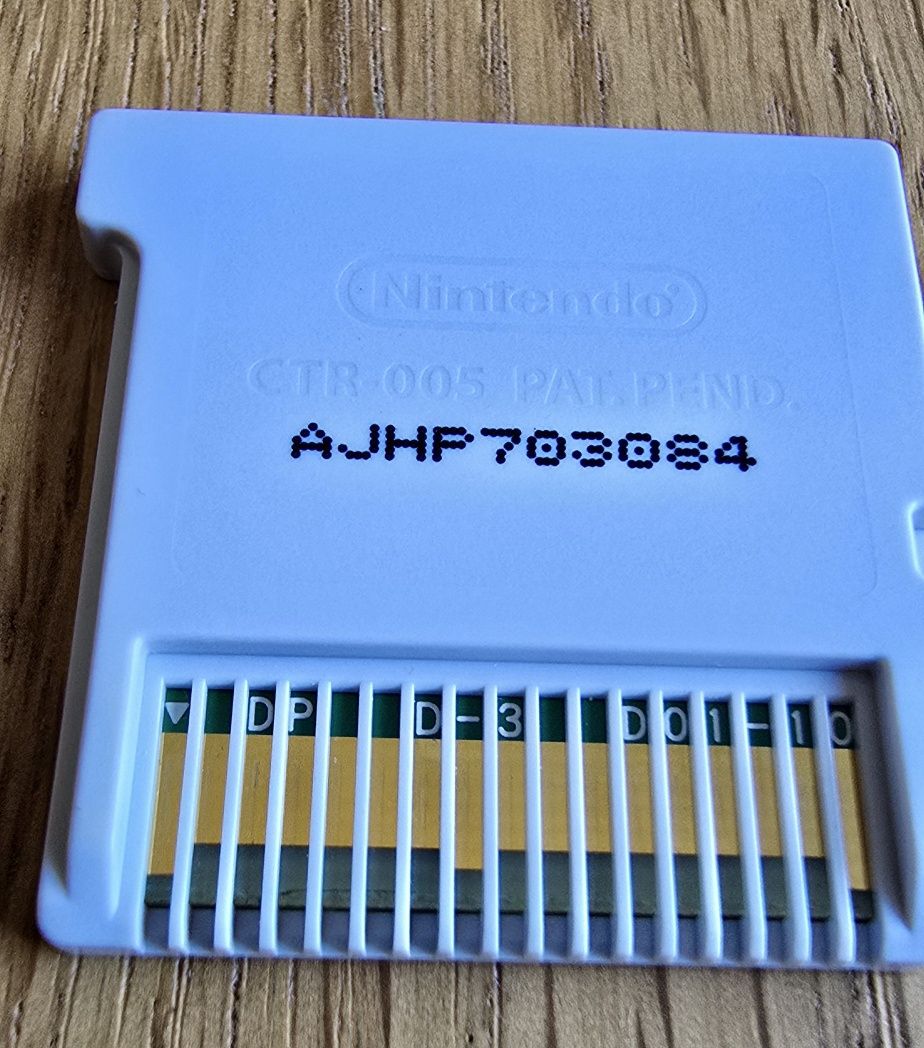 Nintendo®
CTR-005 PAT. PEND.
AJHP703084
DP D-3 D01-10